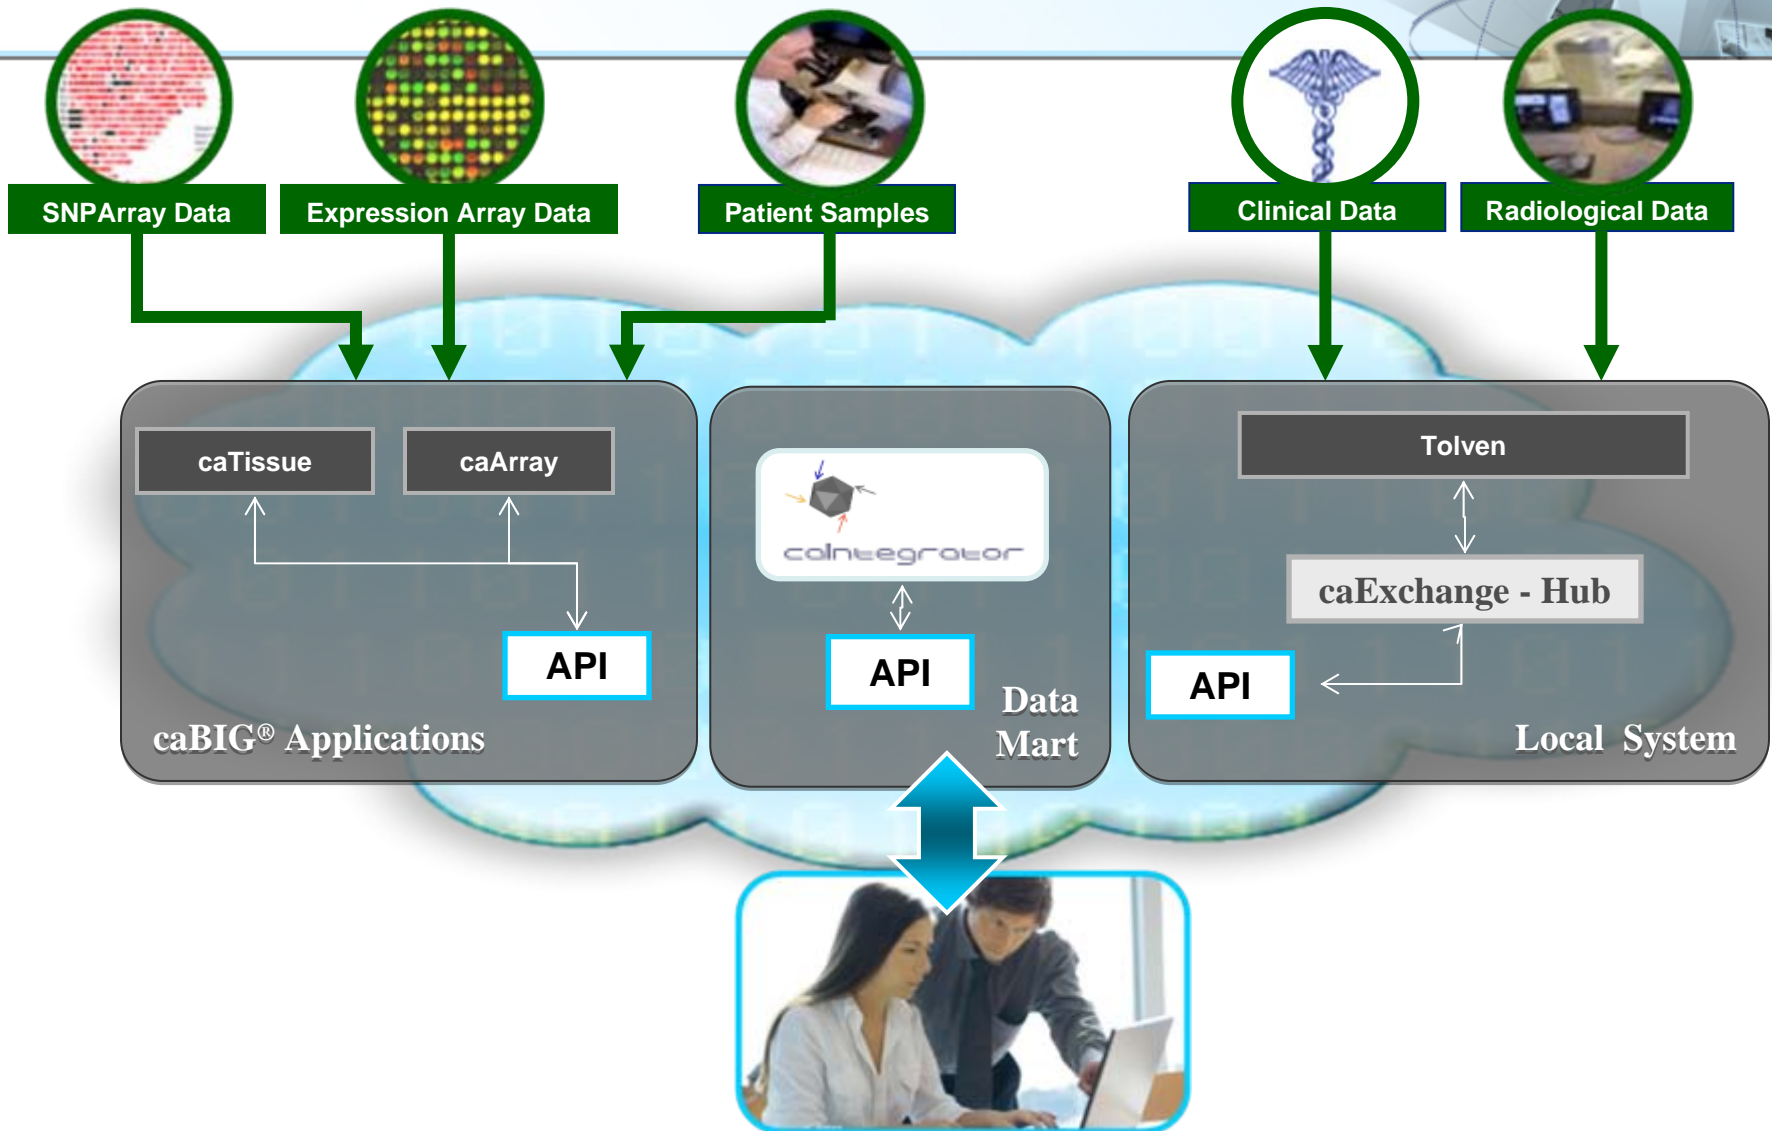 SNPArray Data
Expression Array Data
Patient Samples
Clinical Data
Radiological Data
caTissue
caArray
caIntegrator
Tolven
caExchange - Hub
API
API
API
caBIG® Applications
Data
Mart
Local System